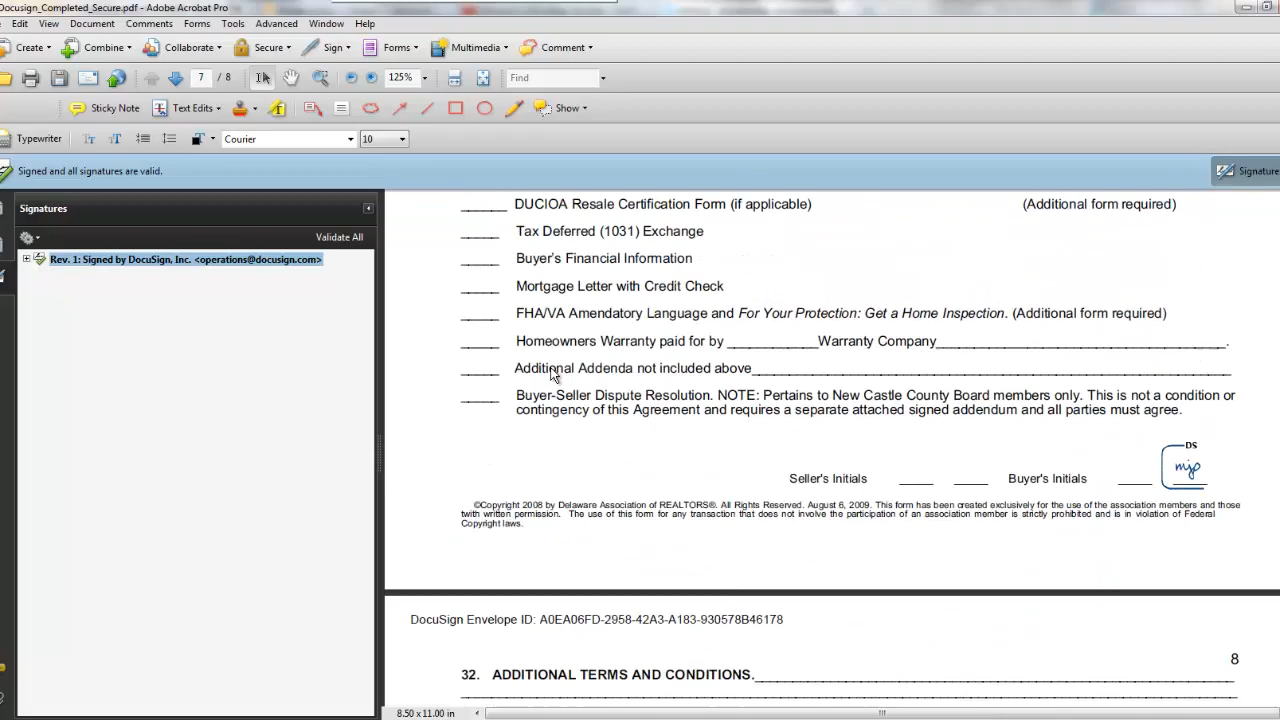 Docusign_Completed_Secure.pdf - Adobe Acrobat Pro
Edit View Document Comments Forms Tools Advanced Window Help
Create Combine Collaborate Secure Sign Forms Multimedia Comment
7 / 8 125% Find
Sticky Note Text Edits Show
Typewriter Courier 10
Signed and all signatures are valid.
Signature
Signatures
Validate All
Rev. 1: Signed by DocuSign, Inc. <operations@docusign.com>
DUCIOA Resale Certification Form (if applicable) (Additional form required)
Tax Deferred (1031) Exchange
Buyer's Financial Information
Mortgage Letter with Credit Check
FHA/VA Amendatory Language and For Your Protection: Get a Home Inspection. (Additional form required)
Homeowners Warranty paid for by ____________Warranty Company______________________________.
Additional Addenda not included above
Buyer-Seller Dispute Resolution. NOTE: Pertains to New Castle County Board members only. This is not a condition or
contingency of this Agreement and requires a separate attached signed addendum and all parties must agree.
DS
mjp
Seller's Initials Buyer's Initials
©Copyright 2008 by Delaware Association of REALTORS®. All Rights Reserved. August 6, 2009. This form has been created exclusively for the use of the association members and those
twith written permission. The use of this form for any transaction that does not involve the participation of an association member is strictly prohibited and is in violation of Federal
Copyright laws.
DocuSign Envelope ID: A0EA06FD-2958-42A3-A183-930578B46178
8
32. ADDITIONAL TERMS AND CONDITIONS.
8.50 x 11.00 in